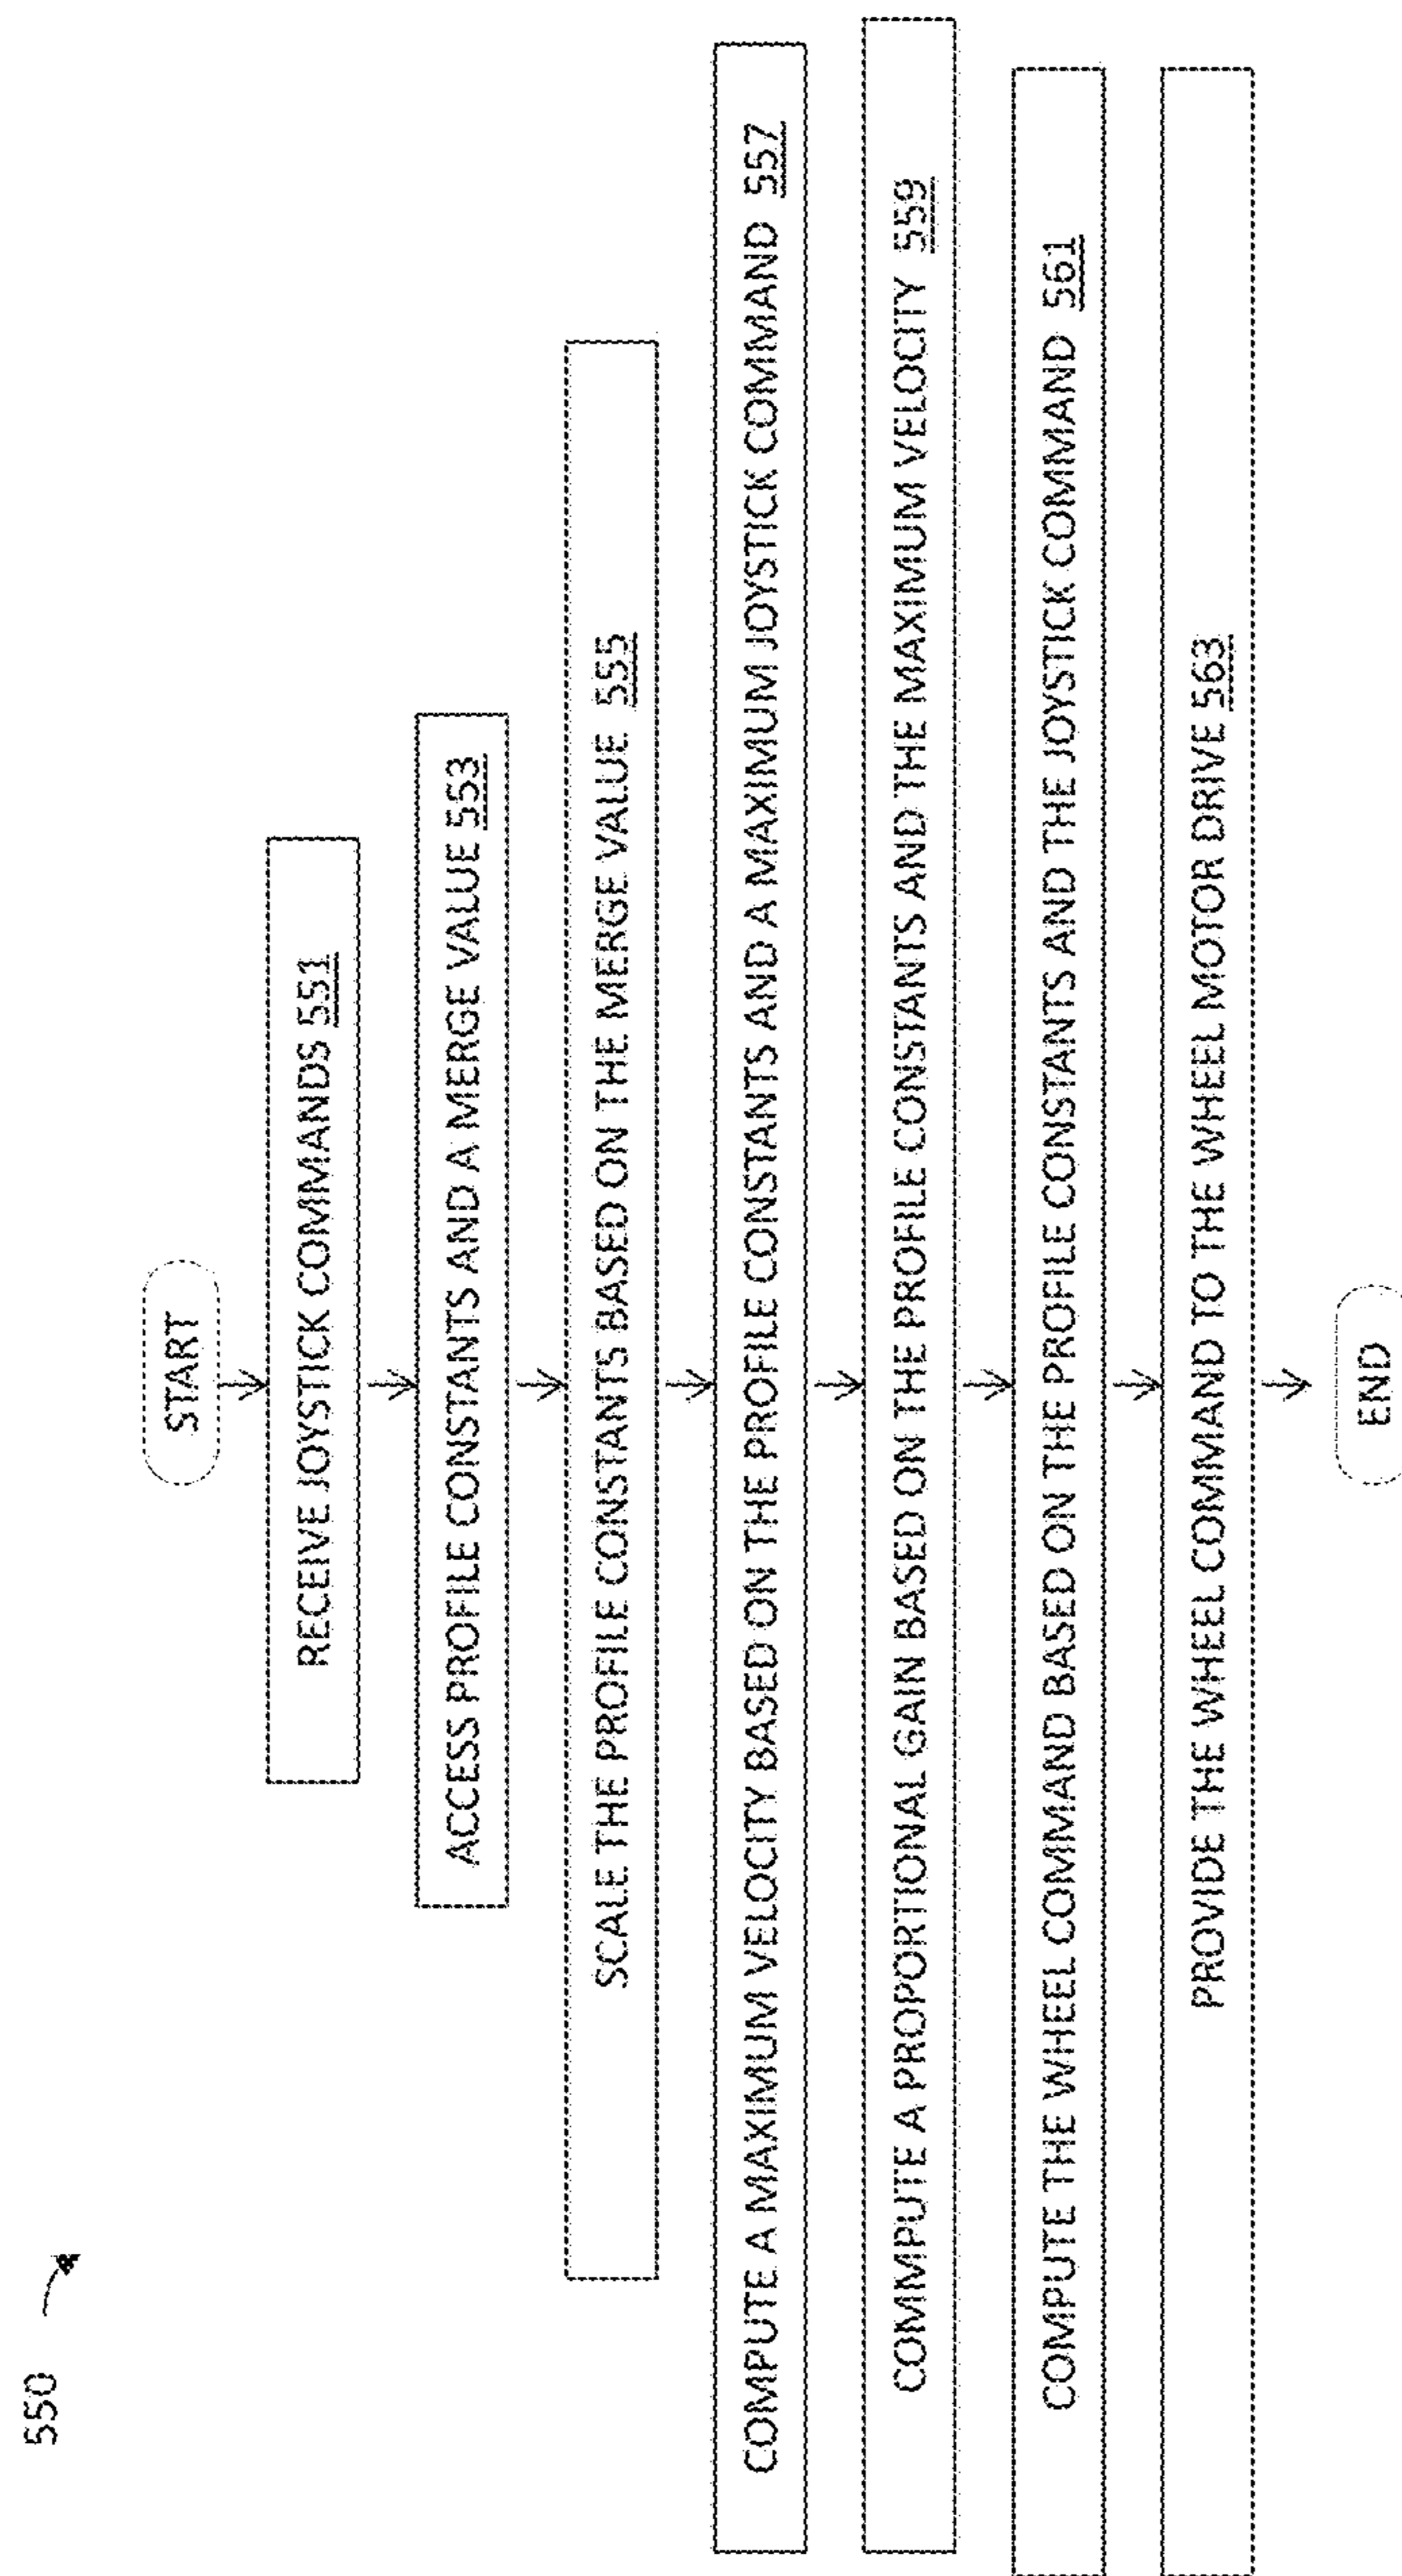 550
START
RECEIVE JOYSTICK COMMANDS 551
ACCESS PROFILE CONSTANTS AND A MERGE VALUE 553
SCALE THE PROFILE CONSTANTS BASED ON THE MERGE VALUE 555
COMPUTE A MAXIMUM VELOCITY BASED ON THE PROFILE CONSTANTS AND A MAXIMUM JOYSTICK COMMAND 557
COMMPUTE A PROPORTIONAL GAIN BASED ON THE PROFILE CONSTANTS AND THE MAXIMUM VELOCITY 559
COMPUTE THE WHEEL COMMAND BASED ON THE PROFILE CONSTANTS AND THE JOYSTICK COMMAND 561
PROVIDE THE WHEEL COMMAND TO THE WHEEL MOTOR DRIVE 563
END